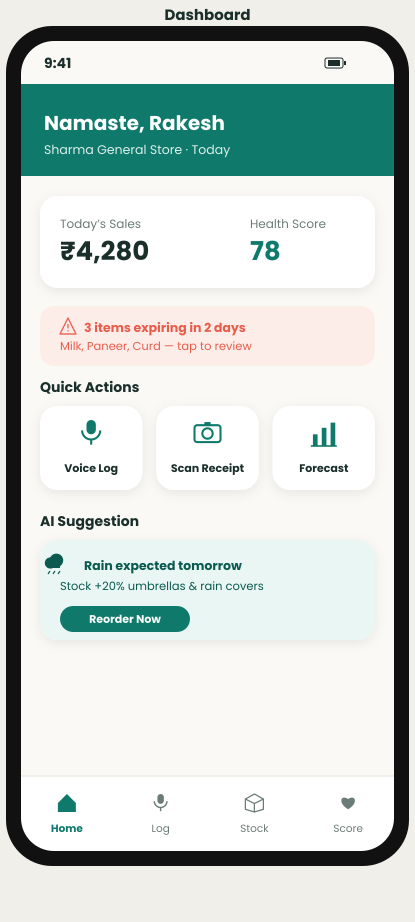 Dashboard
9:41
Namaste, Rakesh
Sharma General Store · Today
Today's Sales
Health Score
₹4,280
78
3 items expiring in 2 days
Milk, Paneer, Curd — tap to review
Quick Actions
Voice Log
Scan Receipt
Forecast
AI Suggestion
Rain expected tomorrow
Stock +20% umbrellas & rain covers
Reorder Now
Home
Log
Stock
Score